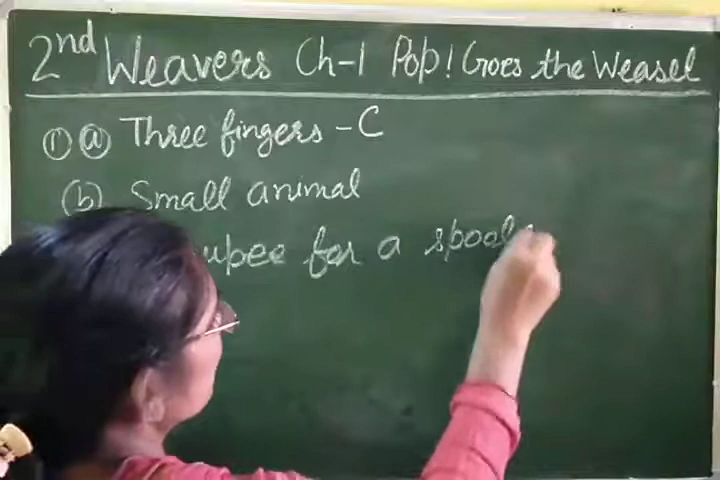 2nd Weavers Ch-1 Pop! Goes the Weasel
① ⓐ Three fingers - C
(b) Small animal
upee for a spool